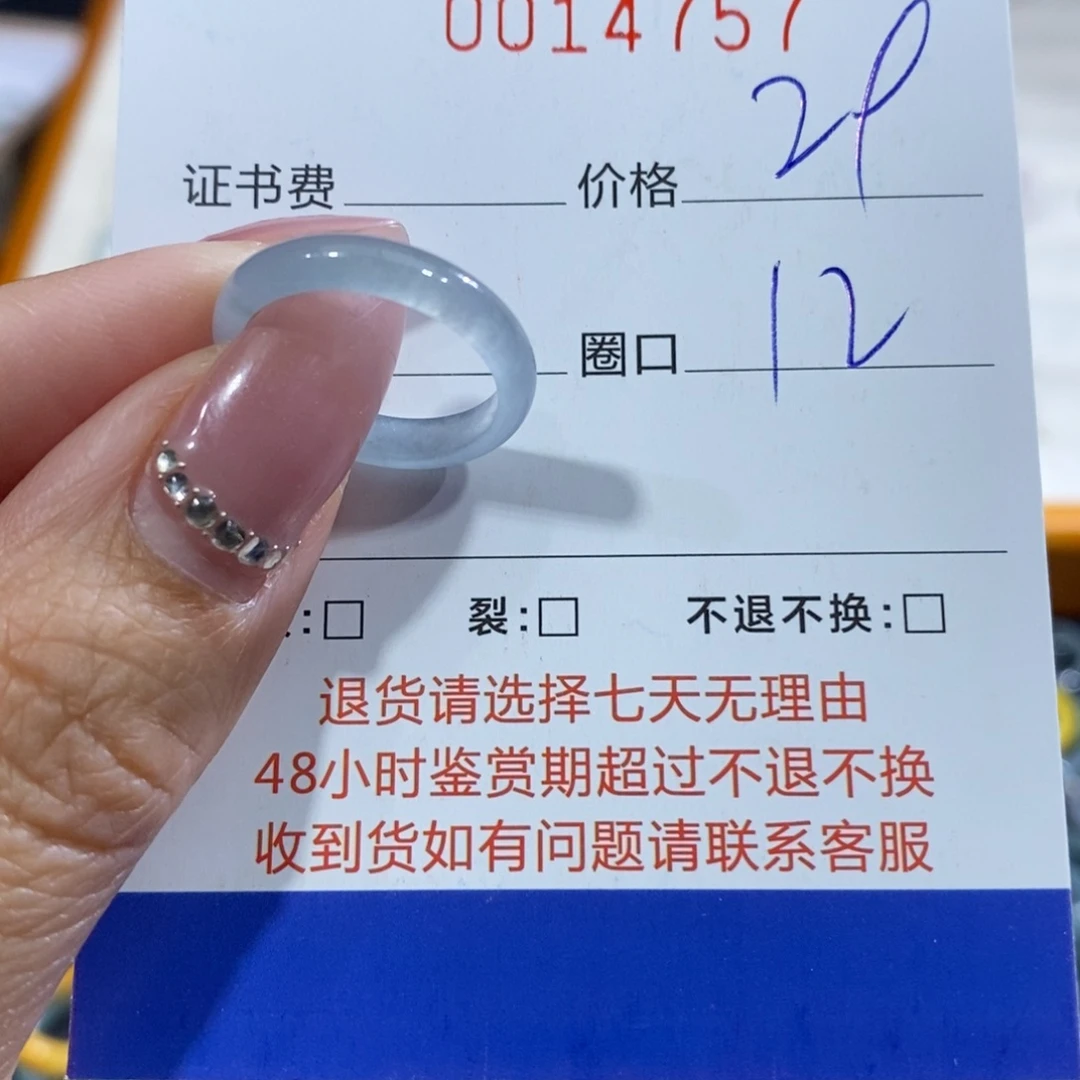 0014757
证书费 价格 29
圈口 12
裂:□ 不退不换:□
退货请选择七天无理由
48小时鉴赏期超过不退不换
收到货如有问题请联系客服